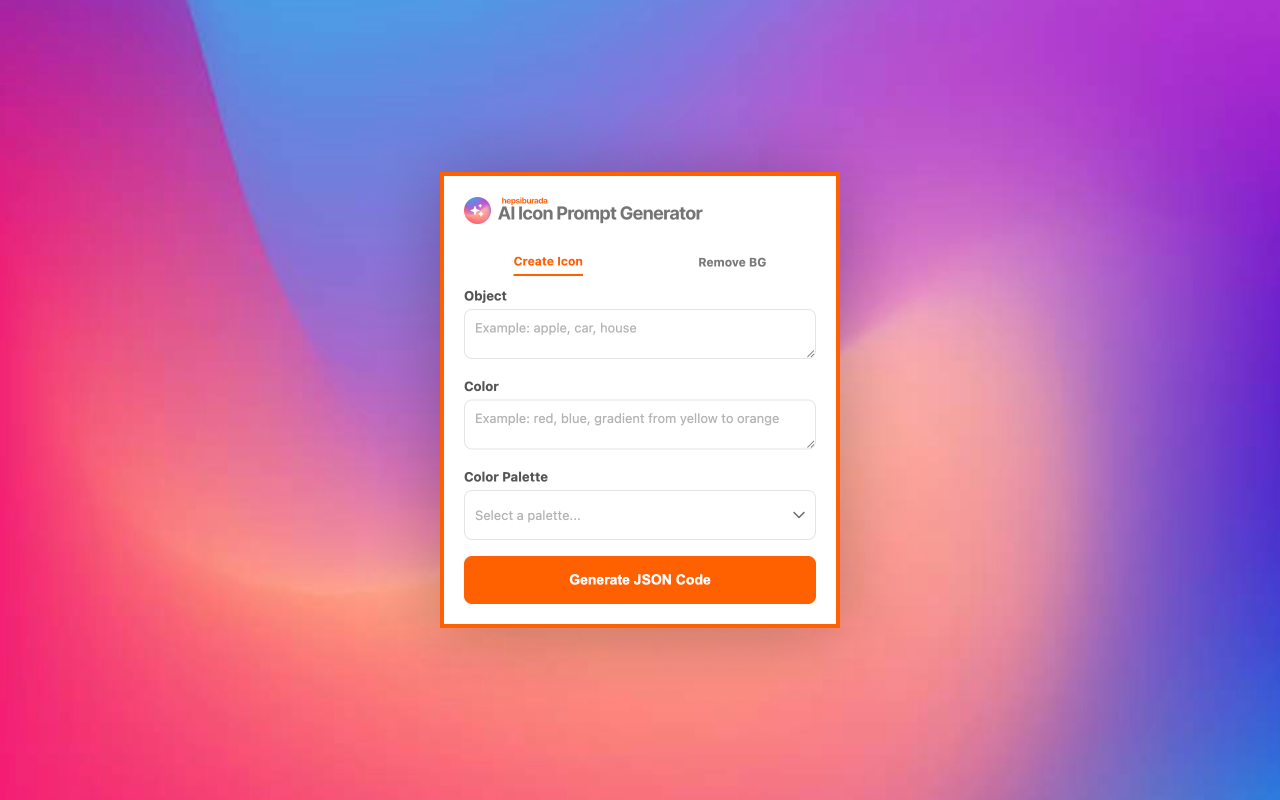 hepsiburada
AI Icon Prompt Generator
Create Icon
Remove BG
Object
Example: apple, car, house
Color
Example: red, blue, gradient from yellow to orange
Color Palette
Select a palette...
Generate JSON Code